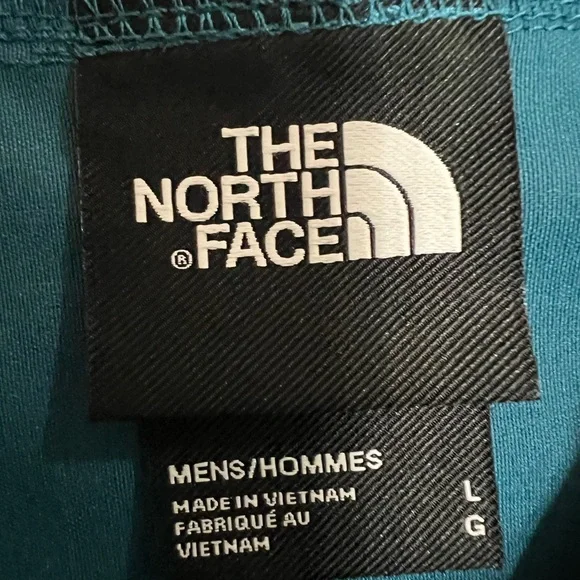 THE
NORTH
® FACE
MENS/HOMMES
MADE IN VIETNAM L
FABRIQUÉ AU G
VIETNAM